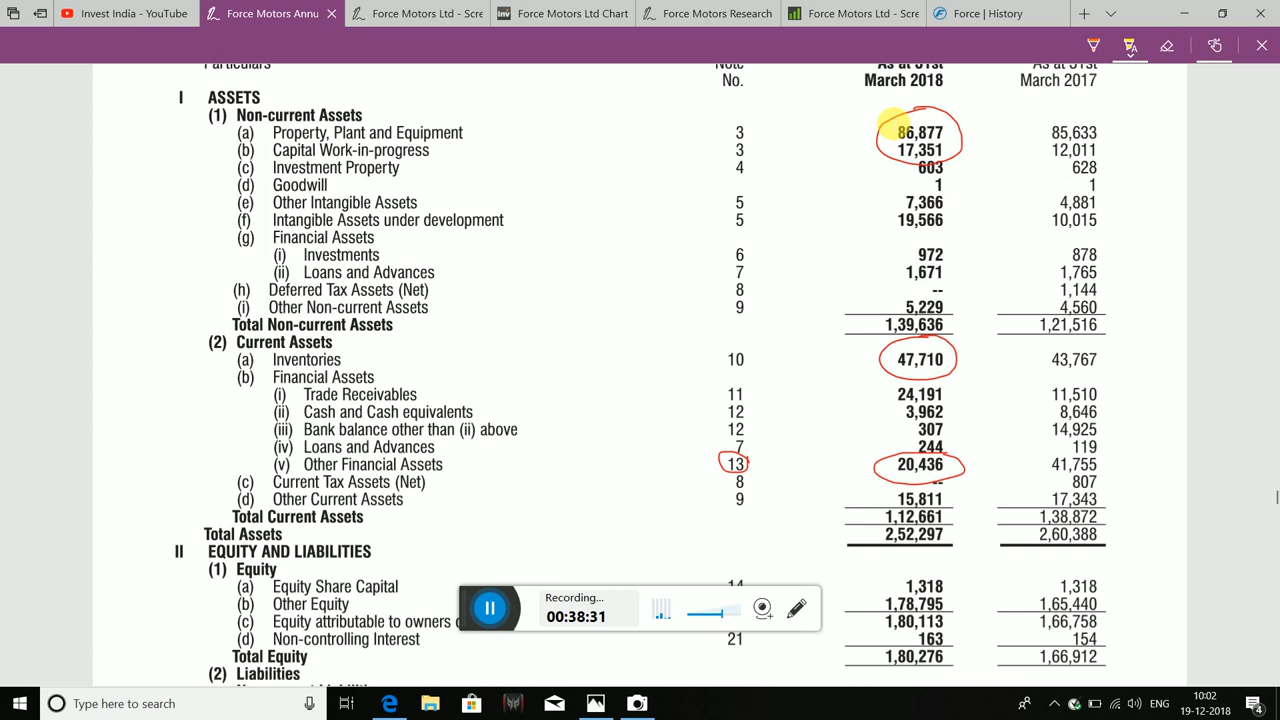 Invest India - YouTube
Force Motors Annu
Force Motors Ltd - Scre
Force Motors Ltd Chart
Force Motors Research
Force Motors Ltd - Scre
Force | History
Particulars Note As at 31st As at 31st
No. March 2018 March 2017
I ASSETS
(1) Non-current Assets
(a) Property, Plant and Equipment 3 86,877 85,633
(b) Capital Work-in-progress 3 17,351 12,011
(c) Investment Property 4 603 628
(d) Goodwill 1 1
(e) Other Intangible Assets 5 7,366 4,881
(f) Intangible Assets under development 5 19,566 10,015
(g) Financial Assets
(i) Investments 6 972 878
(ii) Loans and Advances 7 1,671 1,765
(h) Deferred Tax Assets (Net) 8 -- 1,144
(i) Other Non-current Assets 9 5,229 4,560
Total Non-current Assets 1,39,636 1,21,516
(2) Current Assets
(a) Inventories 10 47,710 43,767
(b) Financial Assets
(i) Trade Receivables 11 24,191 11,510
(ii) Cash and Cash equivalents 12 3,962 8,646
(iii) Bank balance other than (ii) above 12 307 14,925
(iv) Loans and Advances 7 244 119
(v) Other Financial Assets 13 20,436 41,755
(c) Current Tax Assets (Net) 8 -- 807
(d) Other Current Assets 9 15,811 17,343
Total Current Assets 1,12,661 1,38,872
Total Assets 2,52,297 2,60,388
II EQUITY AND LIABILITIES
(1) Equity
(a) Equity Share Capital 14 1,318 1,318
(b) Other Equity 1,78,795 1,65,440
(c) Equity attributable to owners 1,80,113 1,66,758
(d) Non-controlling Interest 21 163 154
Total Equity 1,80,276 1,66,912
(2) Liabilities
Recording...
00:38:31
Type here to search
ENG
10:02
19-12-2018